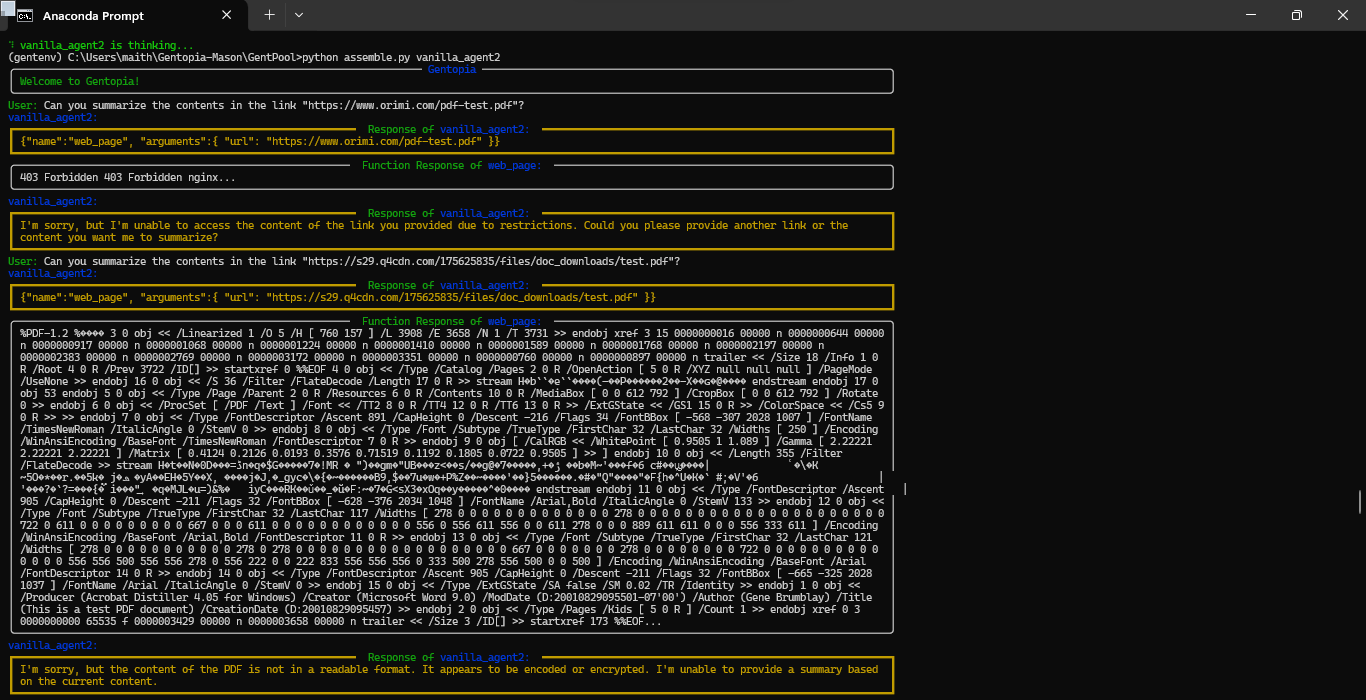 Anaconda Prompt
vanilla_agent2 is thinking...
(gentenv) C:\Users\maith\Gentopia-Mason\GentPool>python assemble.py vanilla_agent2
Gentopia
Welcome to Gentopia!
User: Can you summarize the contents in the link "https://www.orimi.com/pdf-test.pdf"?
vanilla_agent2:
Response of vanilla_agent2:
{"name":"web_page", "arguments":{ "url": "https://www.orimi.com/pdf-test.pdf" }}
Function Response of web_page:
403 Forbidden 403 Forbidden nginx...
vanilla_agent2:
Response of vanilla_agent2:
I'm sorry, but I'm unable to access the content of the link you provided due to restrictions. Could you please provide another link or the
content you want me to summarize?
User: Can you summarize the contents in the link "https://s29.q4cdn.com/175625835/files/doc_downloads/test.pdf"?
vanilla_agent2:
Response of vanilla_agent2:
{"name":"web_page", "arguments":{ "url": "https://s29.q4cdn.com/175625835/files/doc_downloads/test.pdf" }}
Function Response of web_page:
%PDF-1.2 %���� 3 0 obj << /Linearized 1 /O 5 /H [ 760 157 ] /L 3908 /E 3658 /N 1 /T 3731 >> endobj xref 3 15 0000000016 00000 n 0000000644 00000
n 0000000917 00000 n 0000001068 00000 n 0000001224 00000 n 0000001410 00000 n 0000001589 00000 n 0000001768 00000 n 0000002197 00000 n
0000002383 00000 n 0000002769 00000 n 0000003172 00000 n 0000003351 00000 n 0000000760 00000 n 0000000897 00000 n trailer << /Size 18 /Info 1 0
R /Root 4 0 R /Prev 3722 /ID[] >> startxref 0 %%EOF 4 0 obj << /Type /Catalog /Pages 2 0 R /OpenAction [ 5 0 R /XYZ null null null ] /PageMode
/UseNone >> endobj 16 0 obj << /S 36 /Filter /FlateDecode /Length 17 0 R >> stream endstream endobj 17 0
obj 53 endobj 5 0 obj << /Type /Page /Parent 2 0 R /Resources 6 0 R /Contents 10 0 R /MediaBox [ 0 0 612 792 ] /CropBox [ 0 0 612 792 ] /Rotate
0 >> endobj 6 0 obj << /ProcSet [ /PDF /Text ] /Font << /TT2 8 0 R /TT4 12 0 R /TT6 13 0 R >> /ExtGState << /GS1 15 0 R >> /ColorSpace << /Cs5 9
0 R >> >> endobj 7 0 obj << /Type /FontDescriptor /Ascent 891 /CapHeight 0 /Descent -216 /Flags 34 /FontBBox [ -568 -307 2028 1007 ] /FontName
/TimesNewRoman /ItalicAngle 0 /StemV 0 >> endobj 8 0 obj << /Type /Font /Subtype /TrueType /FirstChar 32 /LastChar 32 /Widths [ 250 ] /Encoding
/WinAnsiEncoding /BaseFont /TimesNewRoman /FontDescriptor 7 0 R >> endobj 9 0 obj [ /CalRGB << /WhitePoint [ 0.9505 1 1.089 ] /Gamma [ 2.22221
2.22221 2.22221 ] /Matrix [ 0.4124 0.2126 0.0193 0.3576 0.71519 0.1192 0.1805 0.0722 0.9505 ] >> ] endobj 10 0 obj << /Length 355 /Filter
/FlateDecode >> stream
endstream endobj 11 0 obj << /Type /FontDescriptor /Ascent
905 /CapHeight 0 /Descent -211 /Flags 32 /FontBBox [ -628 -376 2034 1048 ] /FontName /Arial,Bold /ItalicAngle 0 /StemV 133 >> endobj 12 0 obj <<
/Type /Font /Subtype /TrueType /FirstChar 32 /LastChar 117 /Widths [ 278 0 0 0 0 0 0 0 0 0 0 0 0 0 0 0 0 0 0 0 0 0 0 0 0 0 0 0 0 0 0 0 0 0 0 0
722 0 611 0 0 0 0 0 0 0 0 0 667 0 0 0 611 0 0 0 0 0 0 0 0 0 0 0 0 556 0 556 611 556 0 0 611 278 0 0 0 889 611 611 0 0 0 556 333 611 ] /Encoding
/WinAnsiEncoding /BaseFont /Arial,Bold /FontDescriptor 11 0 R >> endobj 13 0 obj << /Type /Font /Subtype /TrueType /FirstChar 32 /LastChar 121
/Widths [ 278 0 0 0 0 0 0 0 0 0 0 0 0 278 0 278 0 0 0 0 0 0 0 0 0 0 0 0 0 0 0 0 0 0 667 0 0 0 0 0 0 0 278 0 0 0 0 0 0 0 0 722 0 0 0 0 0 0 0 0 0
0 0 0 0 556 556 500 556 556 278 0 556 222 0 0 222 833 556 556 556 0 333 500 278 556 500 0 0 500 ] /Encoding /WinAnsiEncoding /BaseFont /Arial
/FontDescriptor 14 0 R >> endobj 14 0 obj << /Type /FontDescriptor /Ascent 905 /CapHeight 0 /Descent -211 /Flags 32 /FontBBox [ -665 -325 2028
1037 ] /FontName /Arial /ItalicAngle 0 /StemV 0 >> endobj 15 0 obj << /Type /ExtGState /SA false /SM 0.02 /TR /Identity >> endobj 1 0 obj <<
/Producer (Acrobat Distiller 4.05 for Windows) /Creator (Microsoft Word 9.0) /ModDate (D:20010829095501-07'00') /Author (Gene Brumblay) /Title
(This is a test PDF document) /CreationDate (D:20010829095457) >> endobj 2 0 obj << /Type /Pages /Kids [ 5 0 R ] /Count 1 >> endobj xref 0 3
0000000000 65535 f 0000003429 00000 n 0000003658 00000 n trailer << /Size 3 /ID[] >> startxref 173 %%EOF...
vanilla_agent2:
Response of vanilla_agent2:
I'm sorry, but the content of the PDF is not in a readable format. It appears to be encoded or encrypted. I'm unable to provide a summary based
on the current content.